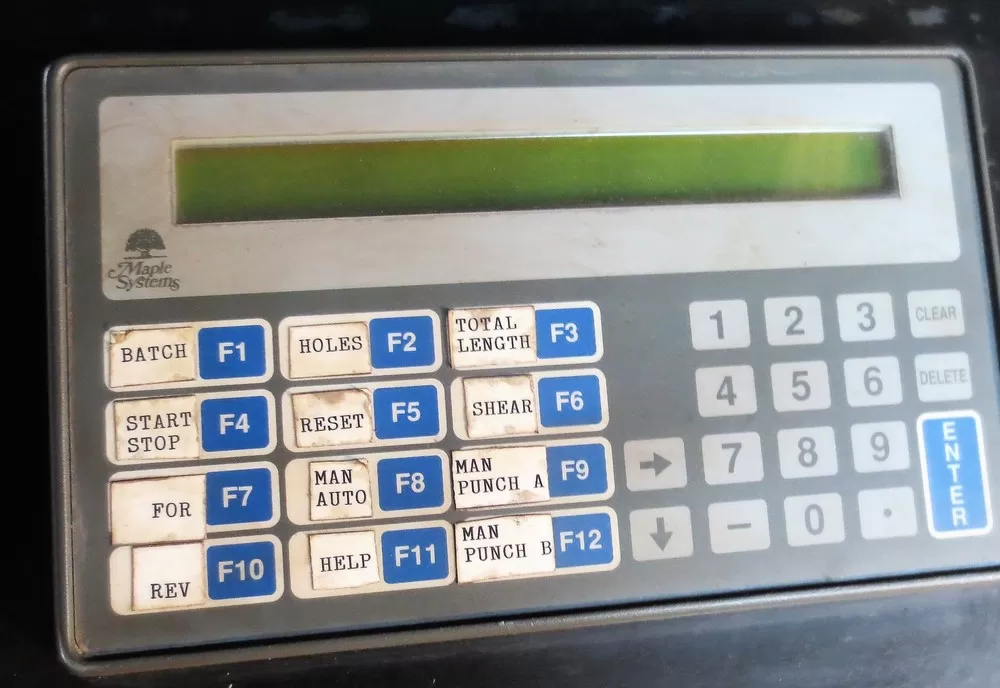 Maple
Systems
BATCH F1 HOLES F2 TOTAL LENGTH F3 1 2 3 CLEAR
START STOP F4 RESET F5 SHEAR F6 4 5 6 DELETE
FOR F7 MAN AUTO F8 MAN PUNCH A F9 → 7 8 9 ENTER
REV F10 HELP F11 MAN PUNCH B F12 ↓ – 0 .